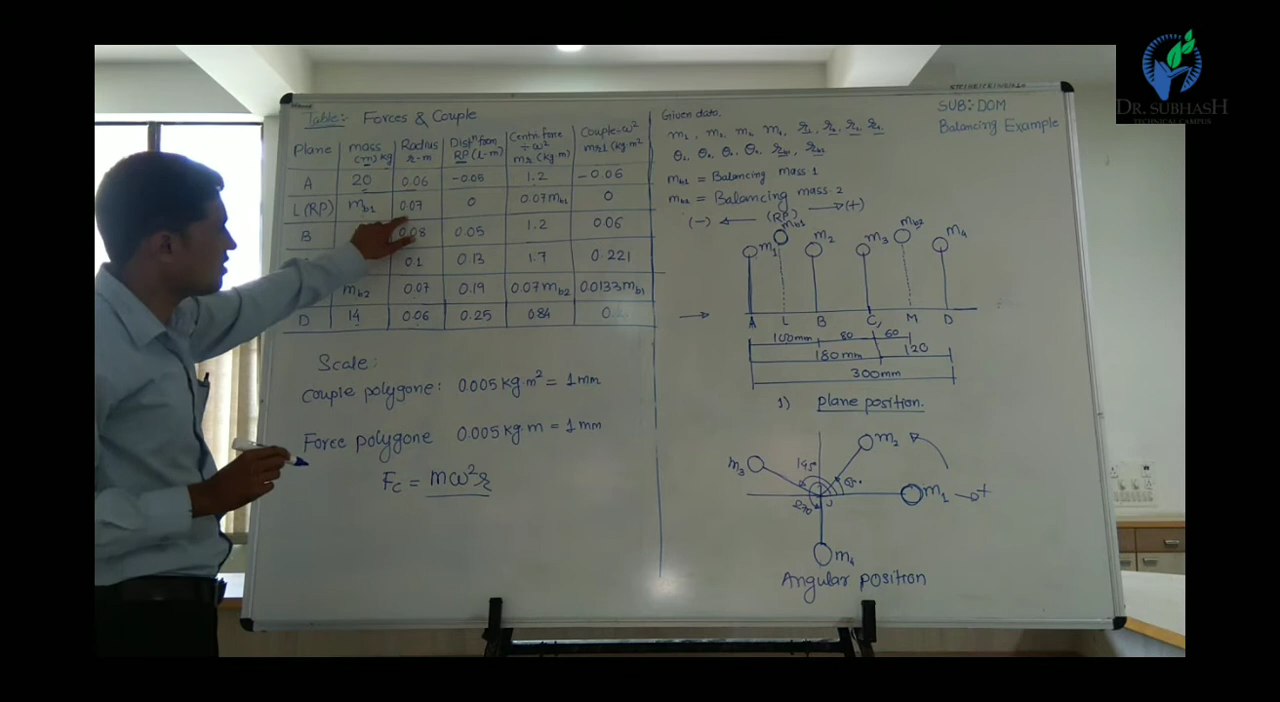 DR. SUBHASH
TECHNICAL CAMPUS
SUB:- DOM
Balancing Example
Table:- Forces & Couple
Plane mass (m) kg Radius r-m Distn from RP (l-m) Centri. force ÷ ω² mr (kg.m) Couple÷ω² mrl (kg.m²
A 20 0.06 -0.05 1.2 -0.06
L (RP) mb1 0.07 0 0.07mb1 0
B 0.08 0.05 1.2 0.06
0.1 0.13 1.7 0.221
mb2 0.07 0.19 0.07mb2 0.0133mb1
D 14 0.06 0.25 0.84
Scale:
Couple polygone: 0.005 kg.m² = 1mm
Force polygone 0.005 kg.m = 1mm
Fc = mω²r
Given data,
mb1 = Balancing mass 1
mb2 = Balancing mass 2
(-) ← (RP) → (+)
m1 mb1 m2 m3 mb2 m4
A L B C, M D
100mm 80 60
180mm 120
300mm
1) plane position.
m3 m2 m1 m4
Angular position